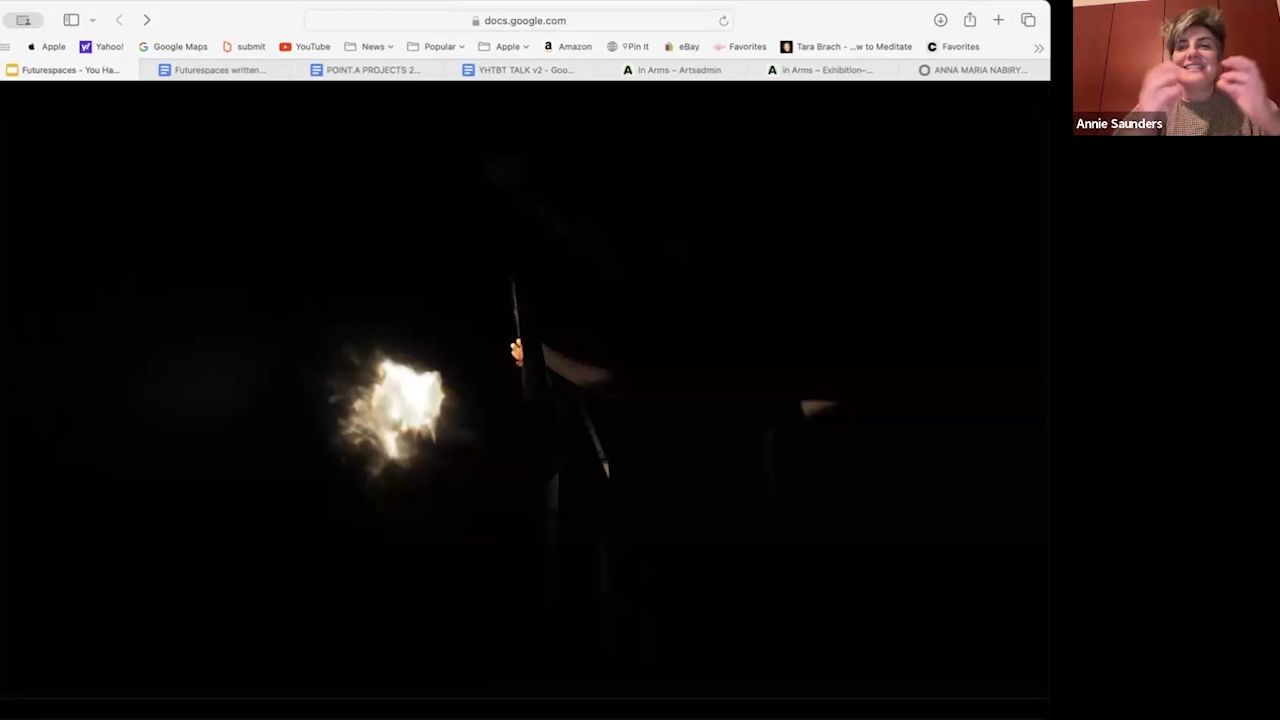 docs.google.com
Apple Yahoo! Google Maps submit YouTube News Popular Apple Amazon Pin It eBay Favorites Tara Brach - ...w to Meditate Favorites
Futurespaces - You Ha... Futurespaces written... POINT.A PROJECTS 2... YHTBT TALK v2 - Goo... In Arms – Artsadmin in Arms – Exhibition–... ANNA MARIA NABIRY...
Annie Saunders